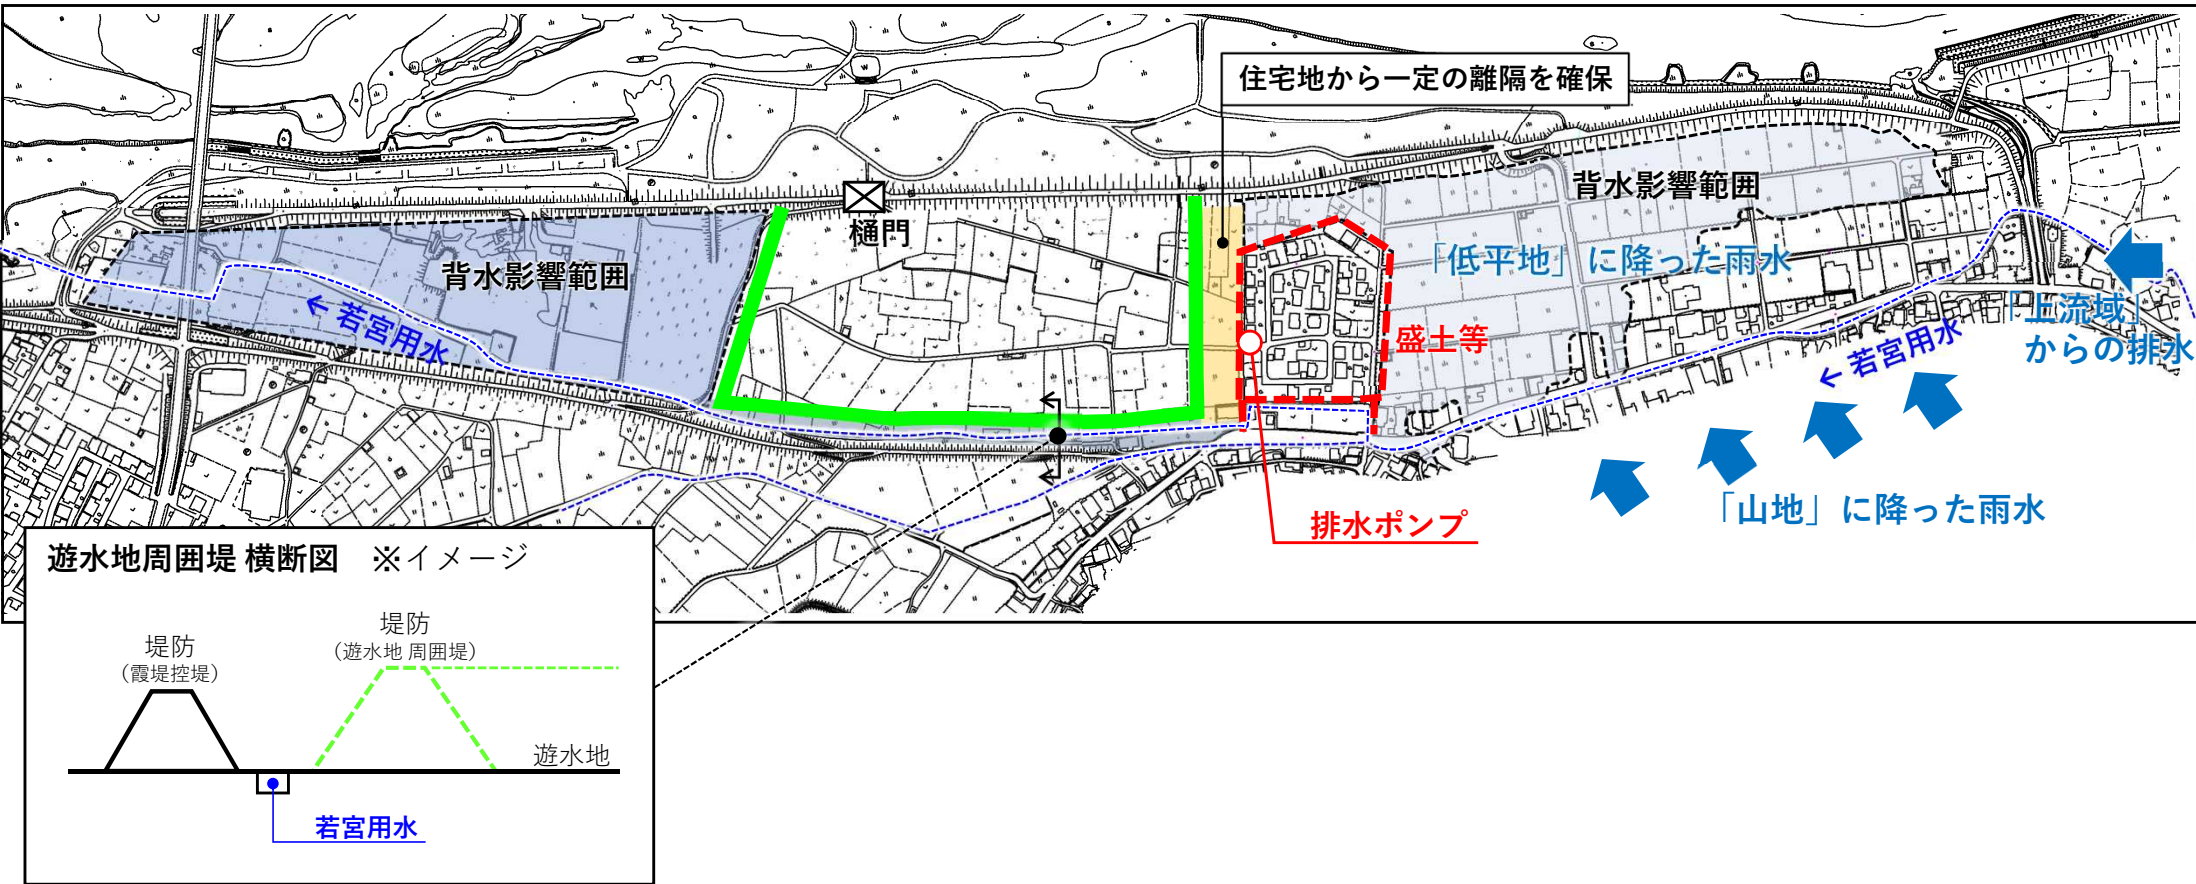 住宅地から一定の離隔を確保
背水影響範囲
樋門
「低平地」に降った雨水
背水影響範囲
←若宮用水
盛土等
「上流域」
からの排水
←若宮用水
排水ポンプ
「山地」に降った雨水
遊水地周囲堤 横断図 ※イメージ
堤防
(遊水地 周囲堤)
堤防
(霞堤控堤)
遊水地
若宮用水